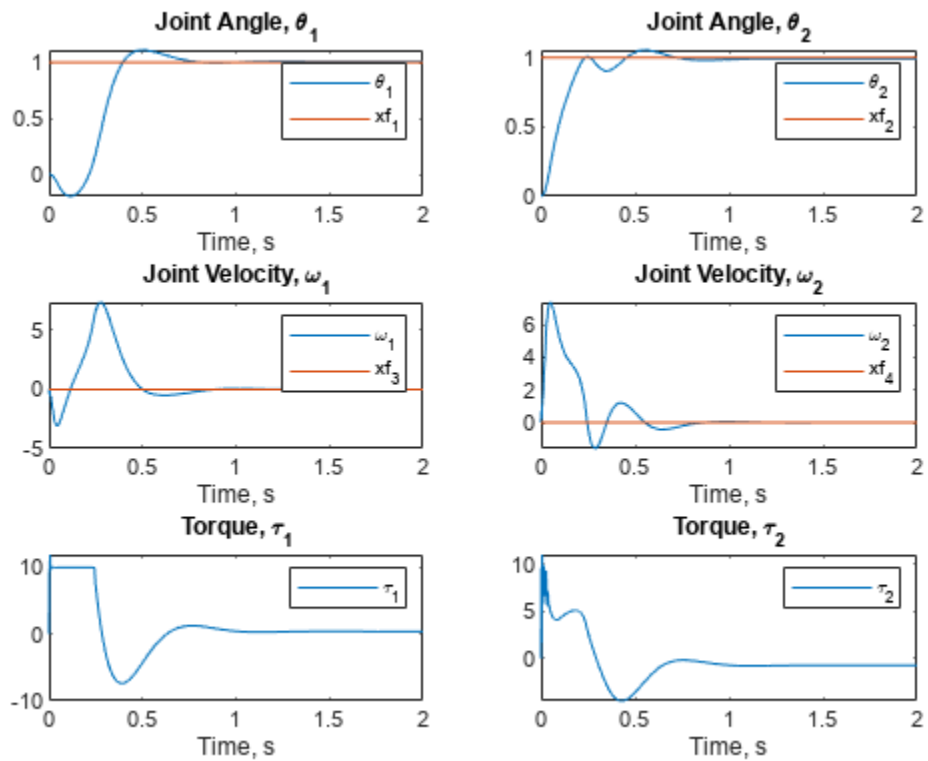 Joint Angle, θ₁
1
0.5
0
θ₁
xf₁
0 0.5 1 1.5 2
Time, s
Joint Angle, θ₂
1
0.5
0
θ₂
xf₂
0 0.5 1 1.5 2
Time, s
Joint Velocity, ω₁
5
0
-5
ω₁
xf₃
0 0.5 1 1.5 2
Time, s
Joint Velocity, ω₂
6
4
2
0
ω₂
xf₄
0 0.5 1 1.5 2
Time, s
Torque, τ₁
10
0
-10
τ₁
0 0.5 1 1.5 2
Time, s
Torque, τ₂
10
5
0
τ₂
0 0.5 1 1.5 2
Time, s